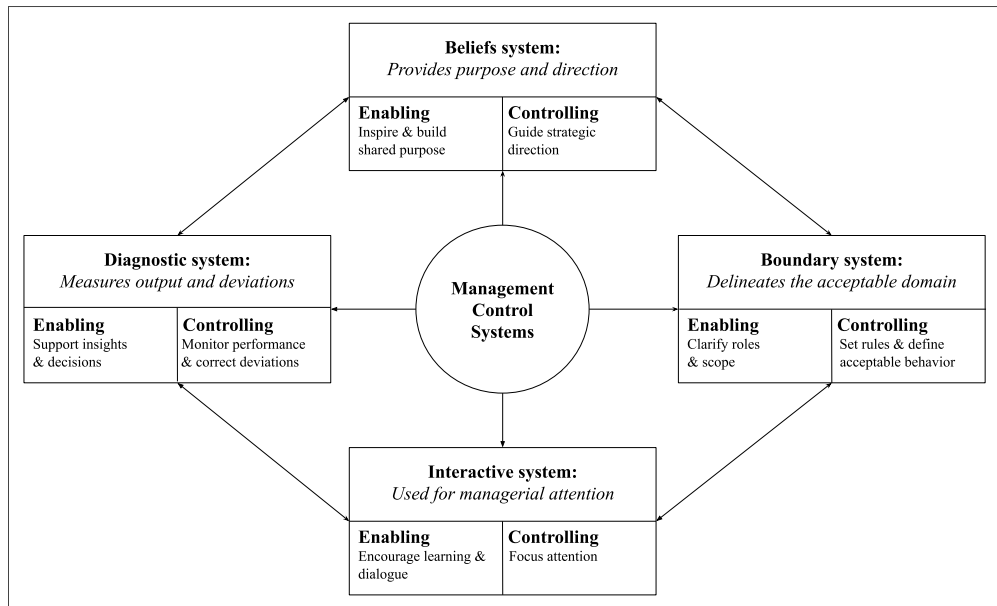 Beliefs system:
Provides purpose and direction
Enabling
Inspire & build
shared purpose
Controlling
Guide strategic
direction
Diagnostic system:
Measures output and deviations
Enabling
Support insights
& decisions
Controlling
Monitor performance
& correct deviations
Management
Control
Systems
Boundary system:
Delineates the acceptable domain
Enabling
Clarify roles
& scope
Controlling
Set rules & define
acceptable behavior
Interactive system:
Used for managerial attention
Enabling
Encourage learning &
dialogue
Controlling
Focus attention